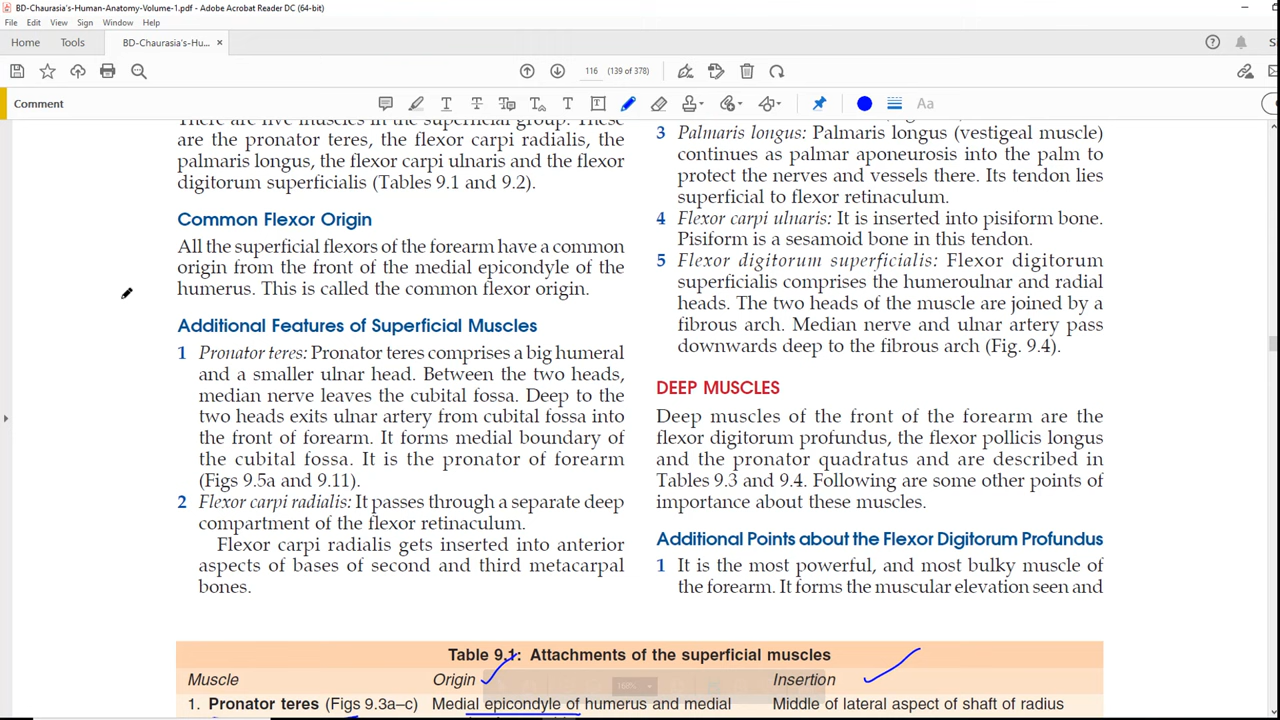 BD-Chaurasia's-Human-Anatomy-Volume-1.pdf - Adobe Acrobat Reader DC (64-bit)
File Edit View Sign Window Help
Home Tools BD-Chaurasia's-Hu... ×
116 (139 of 378)
Comment
Aa
There are five muscles in the superficial group. These
are the pronator teres, the flexor carpi radialis, the
palmaris longus, the flexor carpi ulnaris and the flexor
digitorum superficialis (Tables 9.1 and 9.2).
Common Flexor Origin
All the superficial flexors of the forearm have a common
origin from the front of the medial epicondyle of the
humerus. This is called the common flexor origin.
Additional Features of Superficial Muscles
1 Pronator teres: Pronator teres comprises a big humeral
and a smaller ulnar head. Between the two heads,
median nerve leaves the cubital fossa. Deep to the
two heads exits ulnar artery from cubital fossa into
the front of forearm. It forms medial boundary of
the cubital fossa. It is the pronator of forearm
(Figs 9.5a and 9.11).
2 Flexor carpi radialis: It passes through a separate deep
compartment of the flexor retinaculum.
Flexor carpi radialis gets inserted into anterior
aspects of bases of second and third metacarpal
bones.
3 Palmaris longus: Palmaris longus (vestigeal muscle)
continues as palmar aponeurosis into the palm to
protect the nerves and vessels there. Its tendon lies
superficial to flexor retinaculum.
4 Flexor carpi ulnaris: It is inserted into pisiform bone.
Pisiform is a sesamoid bone in this tendon.
5 Flexor digitorum superficialis: Flexor digitorum
superficialis comprises the humeroulnar and radial
heads. The two heads of the muscle are joined by a
fibrous arch. Median nerve and ulnar artery pass
downwards deep to the fibrous arch (Fig. 9.4).
DEEP MUSCLES
Deep muscles of the front of the forearm are the
flexor digitorum profundus, the flexor pollicis longus
and the pronator quadratus and are described in
Tables 9.3 and 9.4. Following are some other points of
importance about these muscles.
Additional Points about the Flexor Digitorum Profundus
1 It is the most powerful, and most bulky muscle of
the forearm. It forms the muscular elevation seen and
Table 9.1: Attachments of the superficial muscles
Muscle Origin Insertion
160%
1. Pronator teres (Figs 9.3a–c) Medial epicondyle of humerus and medial Middle of lateral aspect of shaft of radius